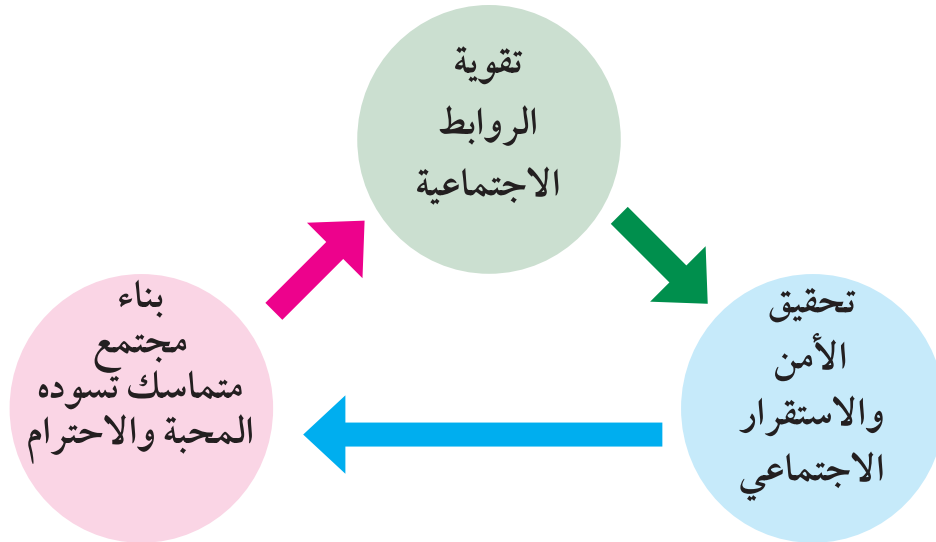 تقوية
الروابط
الاجتماعية
تحقيق
الأمن
والاستقرار
الاجتماعي
بناء
مجتمع
متماسك تسوده
المحبة والاحترام